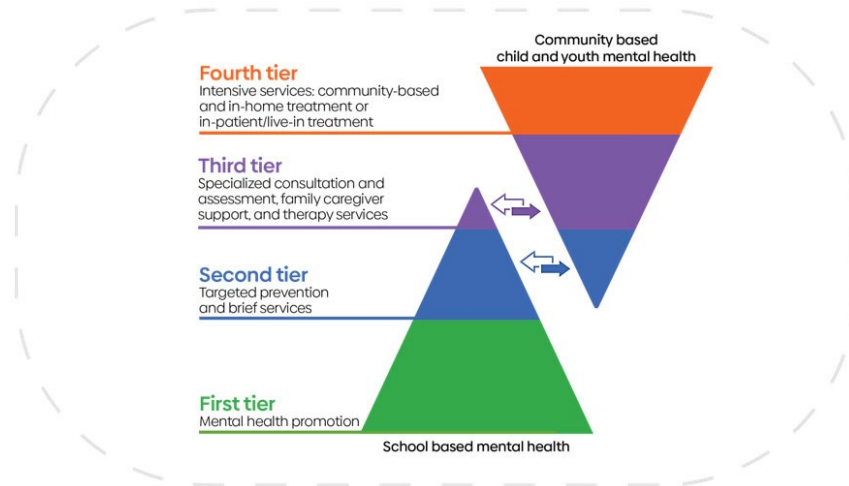 Community based
child and youth mental health
Fourth tier
Intensive services: community-based
and in-home treatment or
in-patient/live-in treatment
Third tier
Specialized consultation and
assessment, family caregiver
support, and therapy services
Second tier
Targeted prevention
and brief services
First tier
Mental health promotion
School based mental health